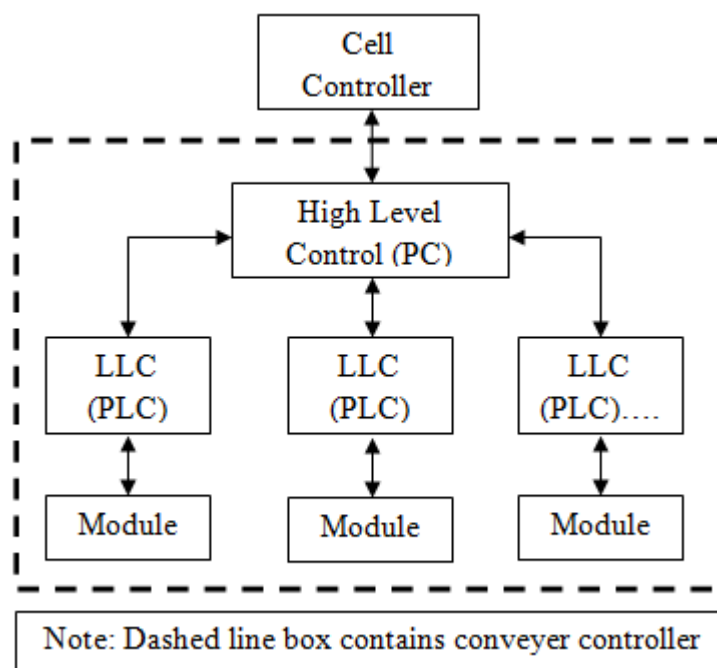 Cell
Controller
High Level
Control (PC)
LLC
(PLC)
LLC
(PLC)
LLC
(PLC)....
Module
Module
Module
Note: Dashed line box contains conveyer controller